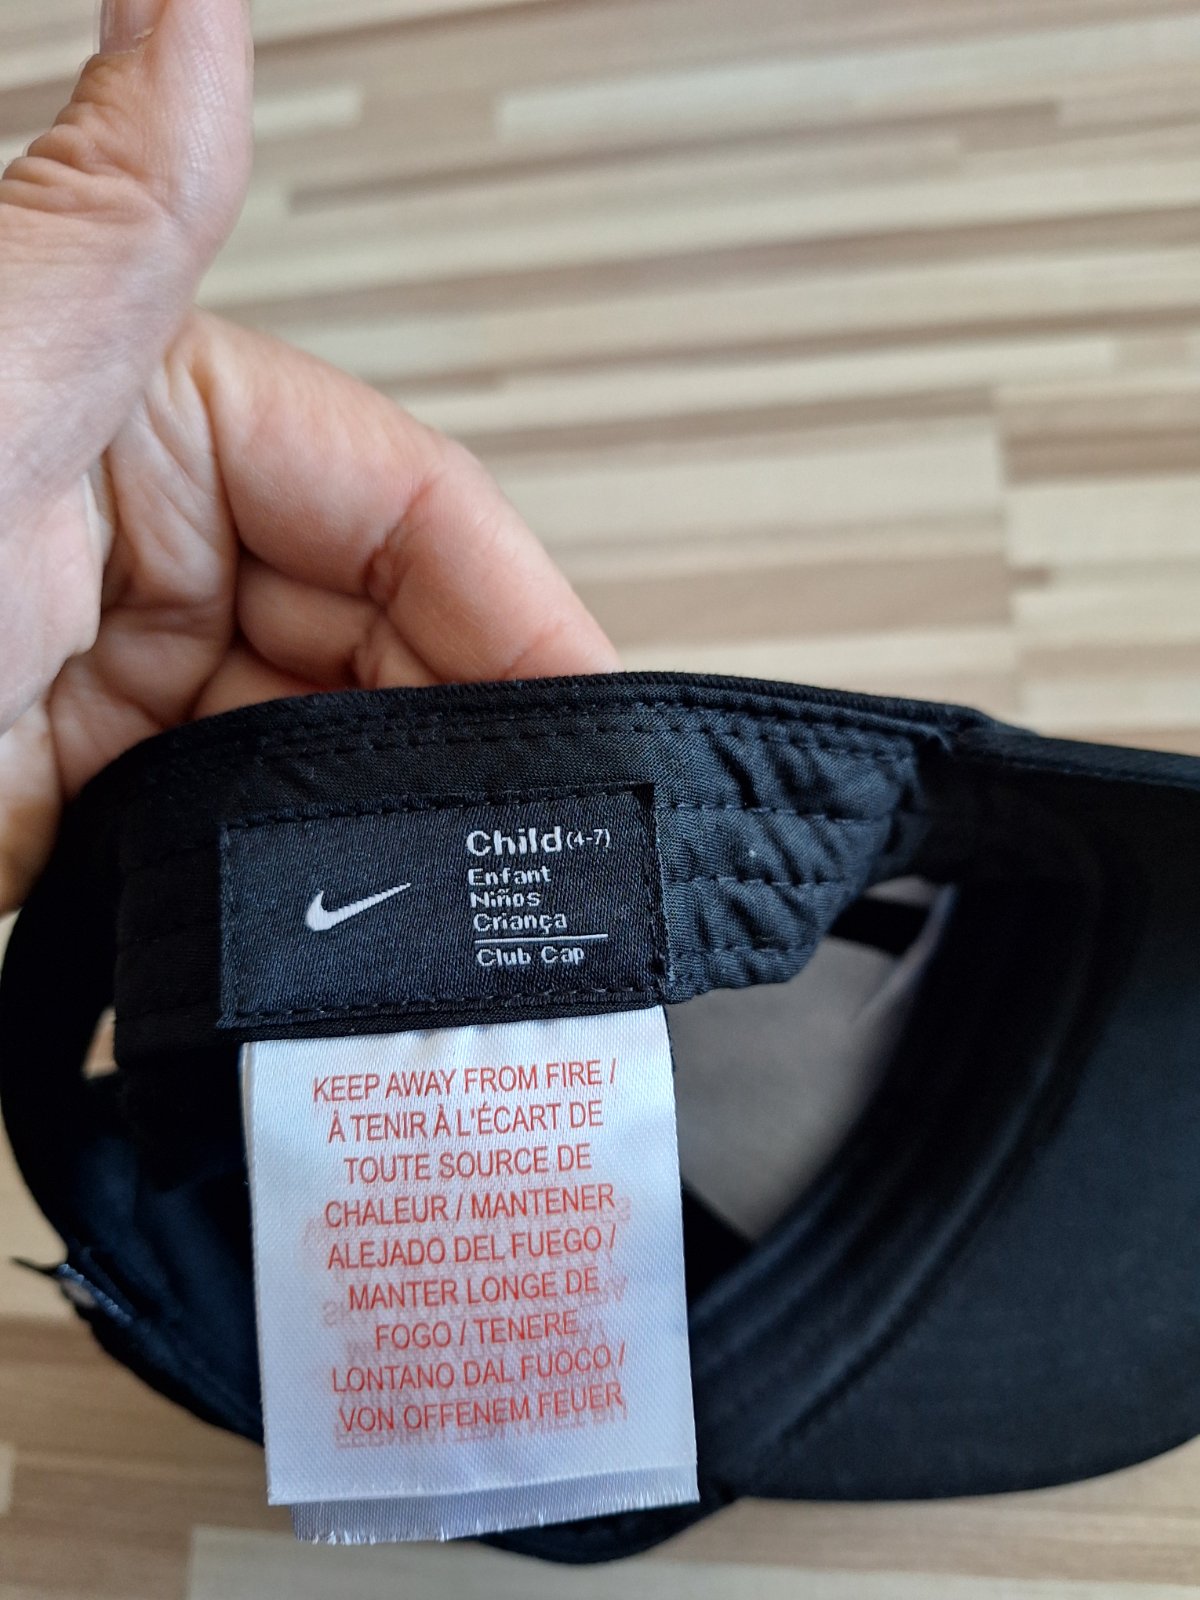 Child (4-7)
Enfant
Niños
Criança
Club Cap
KEEP AWAY FROM FIRE /
À TENIR À L'ÉCART DE
TOUTE SOURCE DE
CHALEUR / MANTENER
ALEJADO DEL FUEGO /
MANTER LONGE DE
FOGO / TENERE
LONTANO DAL FUOCO /
VON OFFENEM FEUER